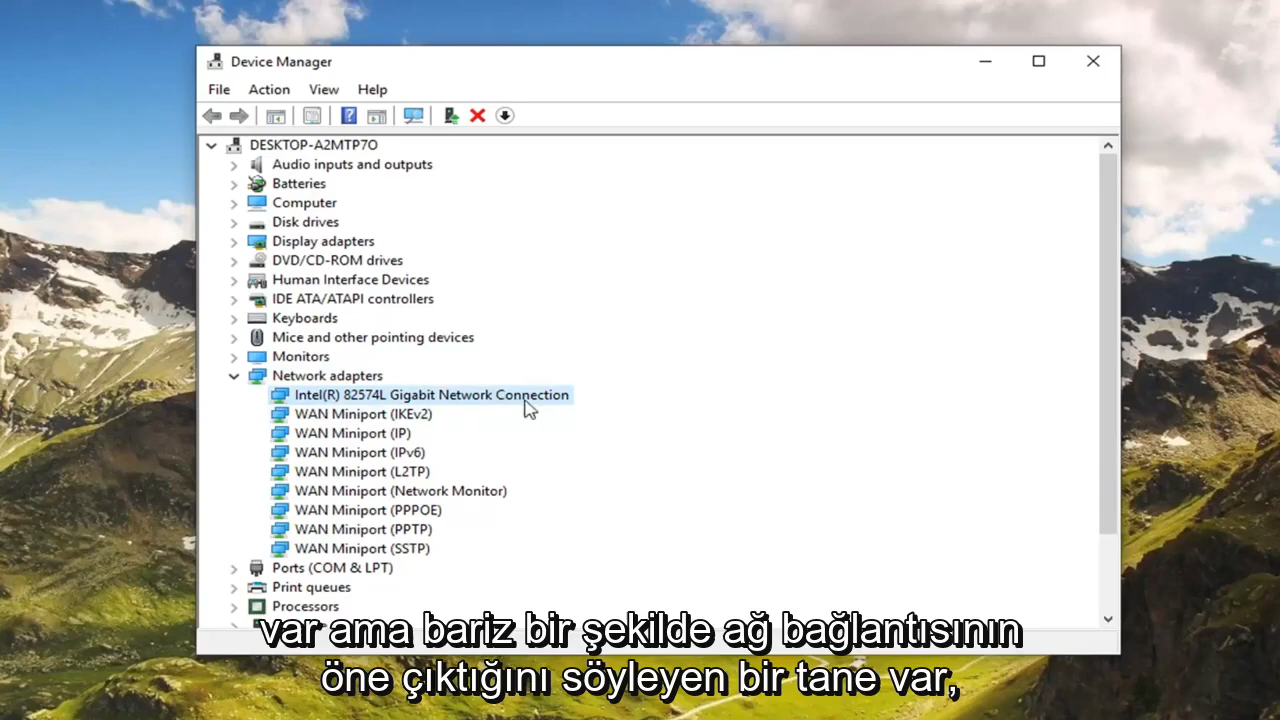 Device Manager
File Action View Help
DESKTOP-A2MTP7O
Audio inputs and outputs
Batteries
Computer
Disk drives
Display adapters
DVD/CD-ROM drives
Human Interface Devices
IDE ATA/ATAPI controllers
Keyboards
Mice and other pointing devices
Monitors
Network adapters
Intel(R) 82574L Gigabit Network Connection
WAN Miniport (IKEv2)
WAN Miniport (IP)
WAN Miniport (IPv6)
WAN Miniport (L2TP)
WAN Miniport (Network Monitor)
WAN Miniport (PPPOE)
WAN Miniport (PPTP)
WAN Miniport (SSTP)
Ports (COM & LPT)
Print queues
Processors
var ama bariz bir şekilde ağ bağlantısının
öne çıktığını söyleyen bir tane var,